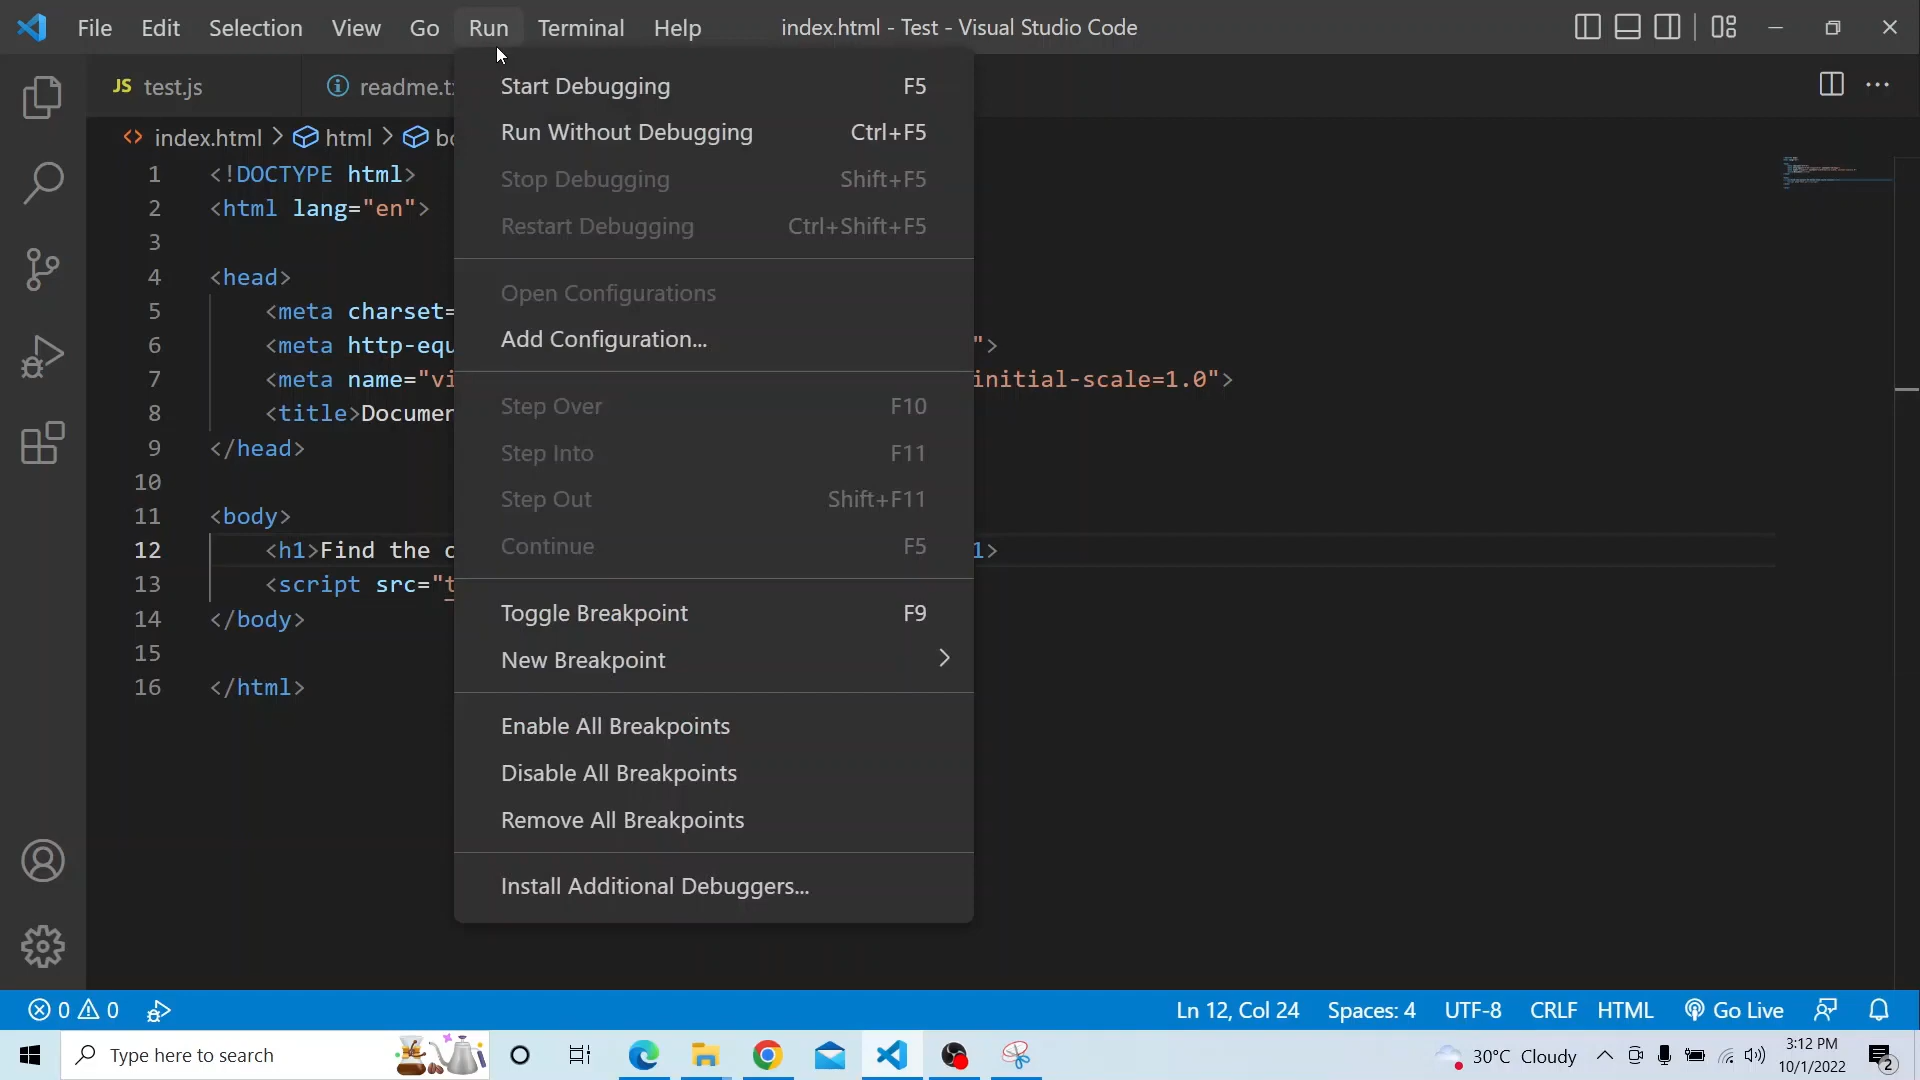 File Edit Selection View Go Run Terminal Help index.html - Test - Visual Studio Code
JS test.js
readme.t
index.html > html > bo
1 <!DOCTYPE html>
2 <html lang="en">
3
4 <head>
5 <meta charset=
6 <meta http-equ ">
7 <meta name="vi initial-scale=1.0">
8 <title>Documen
9 </head>
10
11 <body>
12 <h1>Find the c 1>
13 <script src="t
14 </body>
15
16 </html>
Start Debugging F5
Run Without Debugging Ctrl+F5
Stop Debugging Shift+F5
Restart Debugging Ctrl+Shift+F5
Open Configurations
Add Configuration...
Step Over F10
Step Into F11
Step Out Shift+F11
Continue F5
Toggle Breakpoint F9
New Breakpoint
Enable All Breakpoints
Disable All Breakpoints
Remove All Breakpoints
Install Additional Debuggers...
0 0 Ln 12, Col 24 Spaces: 4 UTF-8 CRLF HTML Go Live
Type here to search
30°C Cloudy
3:12 PM
10/1/2022
2